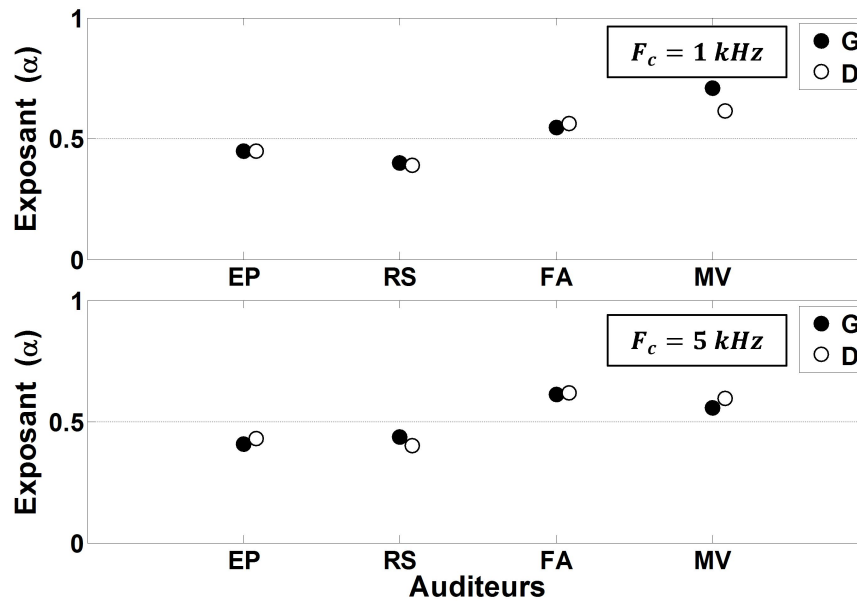 1
F_c = 1 kHz
G
D
0.5
Exposant (α)
0
EP RS FA MV
1
F_c = 5 kHz
G
D
0.5
Exposant (α)
0
EP RS FA MV
Auditeurs